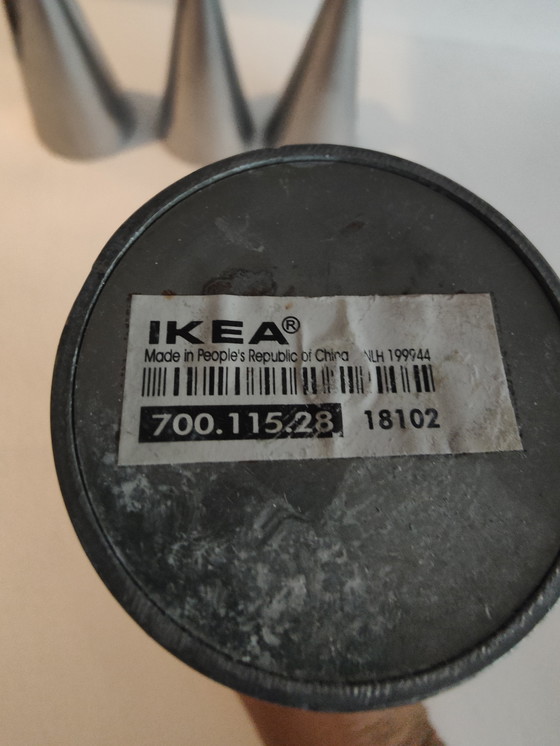 IKEA®
Made in People's Republic of China NLH 199944
700.115.28 18102